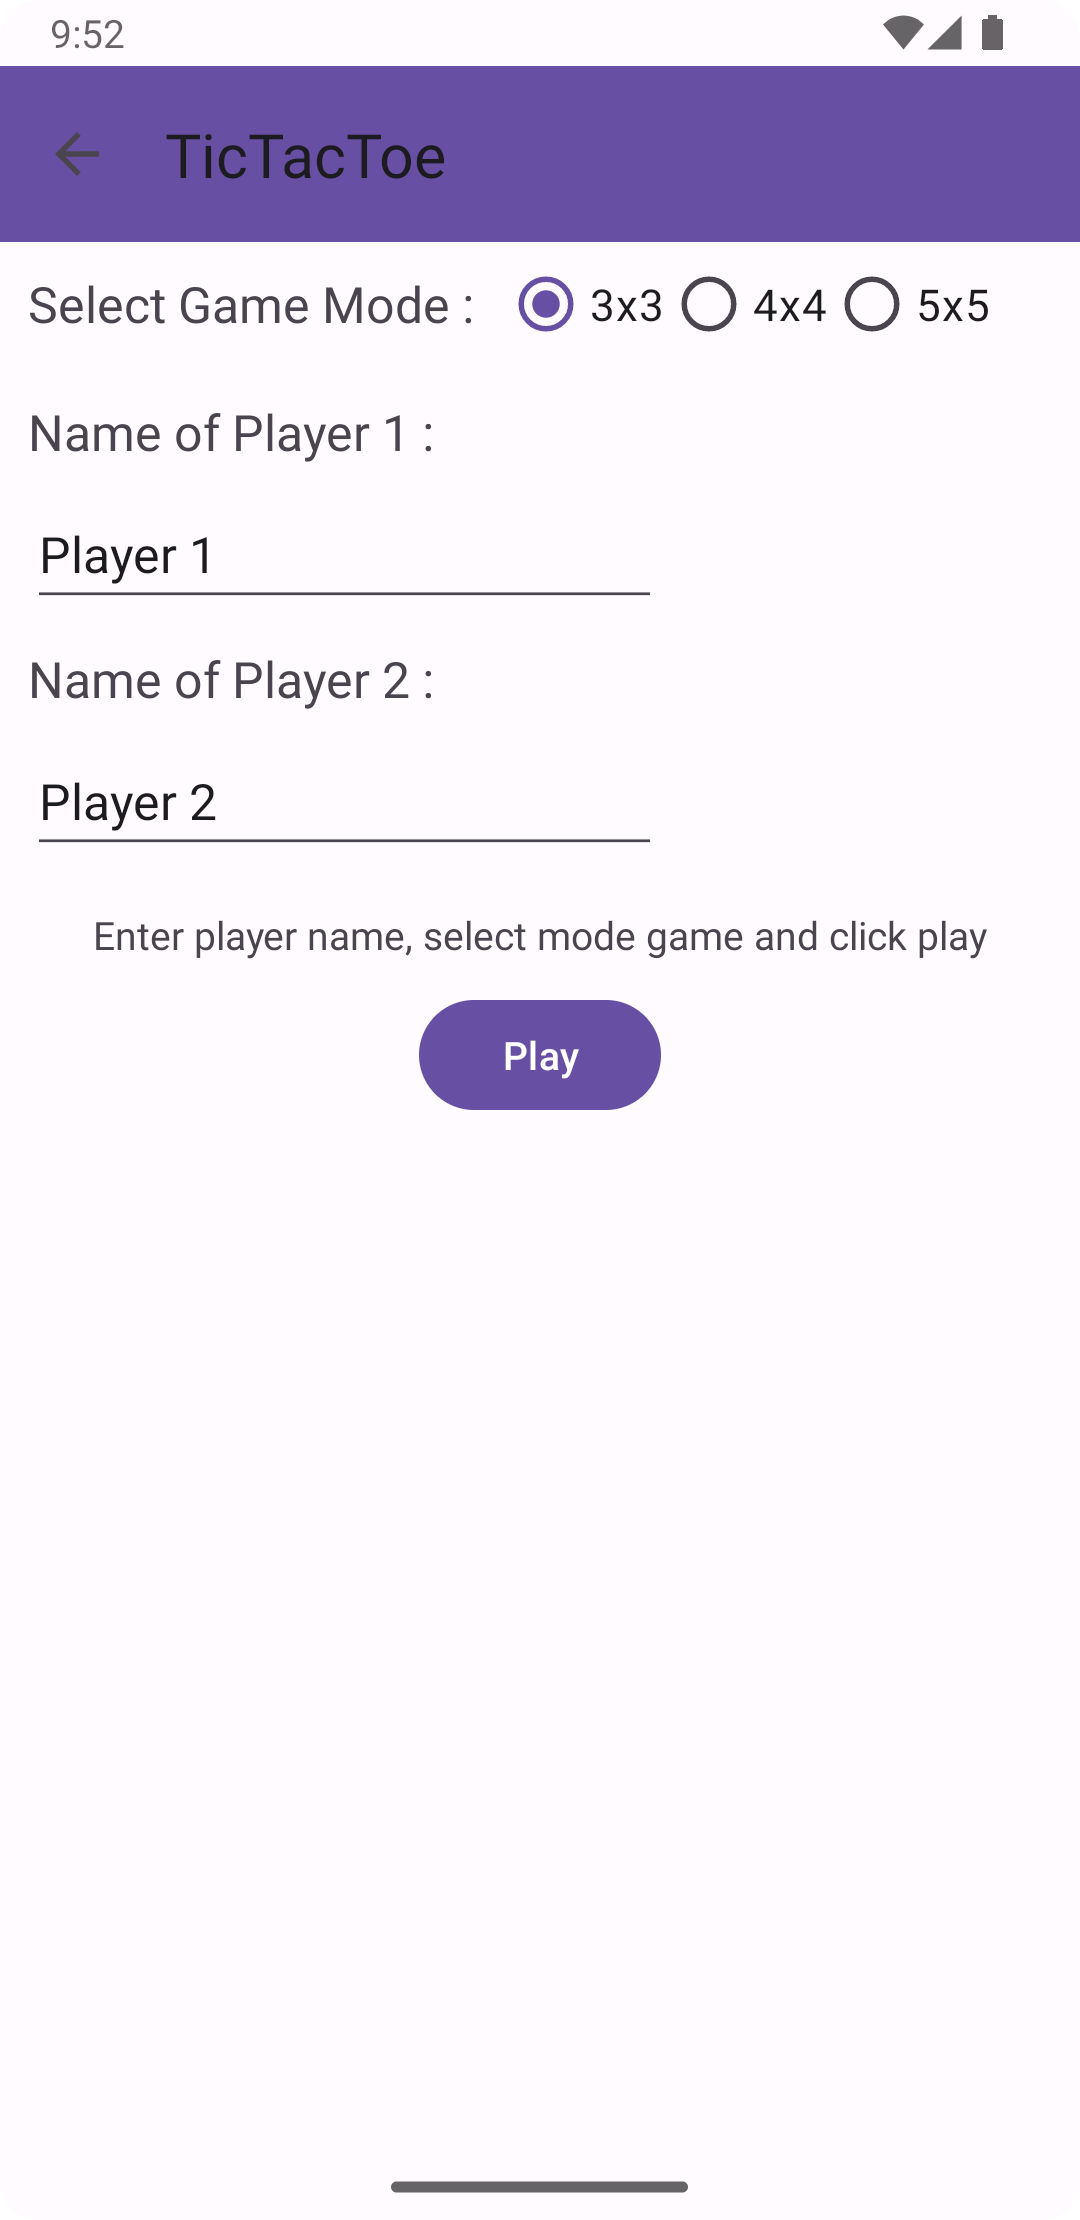 9:52
TicTacToe
Select Game Mode : 3x3 4x4 5x5
Name of Player 1 :
Player 1
Name of Player 2 :
Player 2
Enter player name, select mode game and click play
Play